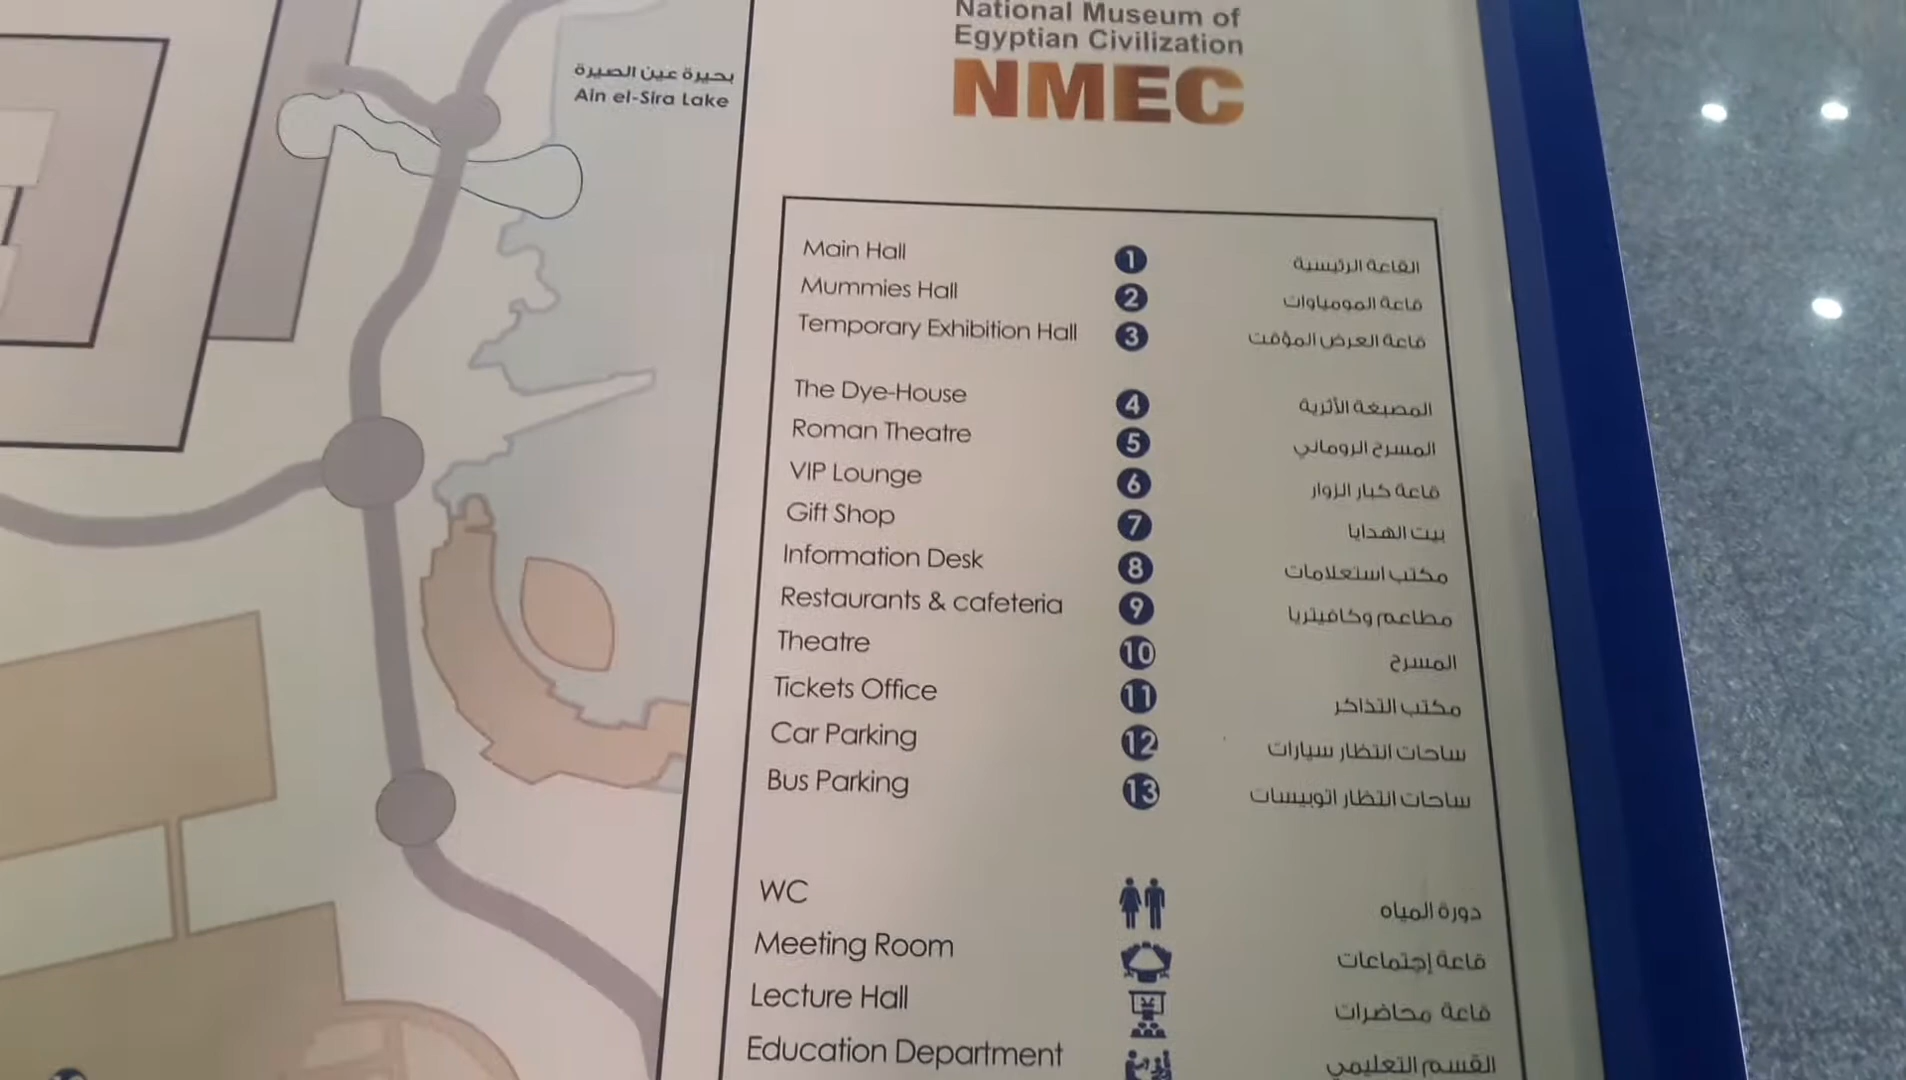 بحيرة عين الصيرة
Ain el-Sira Lake
National Museum of
Egyptian Civilization
NMEC
Main Hall 1 القاعة الرئيسية
Mummies Hall 2 قاعة المومياوات
Temporary Exhibition Hall 3 قاعة العرض المؤقت
The Dye-House 4 المصبغة الأثرية
Roman Theatre 5 المسرح الروماني
VIP Lounge 6 قاعة كبار الزوار
Gift Shop 7 بيت الهدايا
Information Desk 8 مكتب استعلامات
Restaurants & cafeteria 9 مطاعم وكافيتريا
Theatre 10 المسرح
Tickets Office 11 مكتب التذاكر
Car Parking 12 ساحات انتظار سيارات
Bus Parking 13 ساحات انتظار اتوبيسات
WC دورة المياه
Meeting Room قاعة إجتماعات
Lecture Hall قاعة محاضرات
Education Department القسم التعليمي